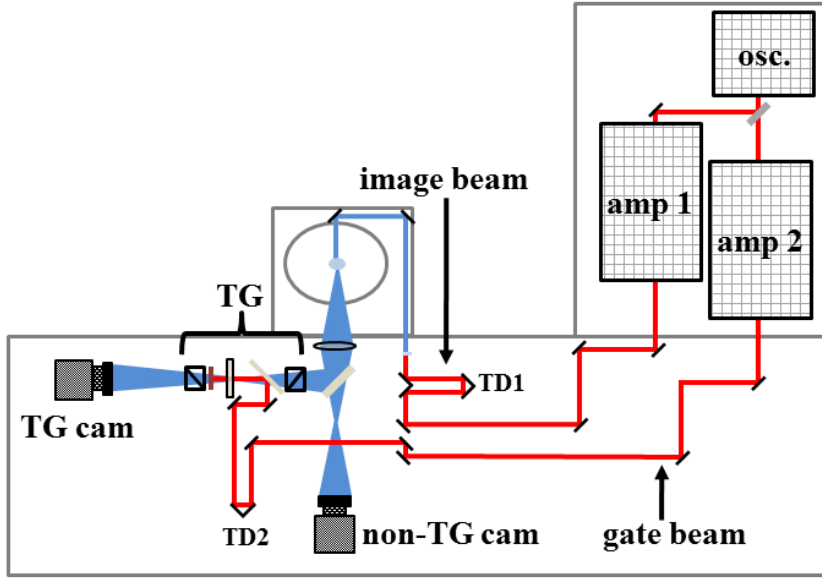 osc.
image beam
amp 1
amp 2
TG
TD1
TG cam
TD2
non-TG cam
gate beam